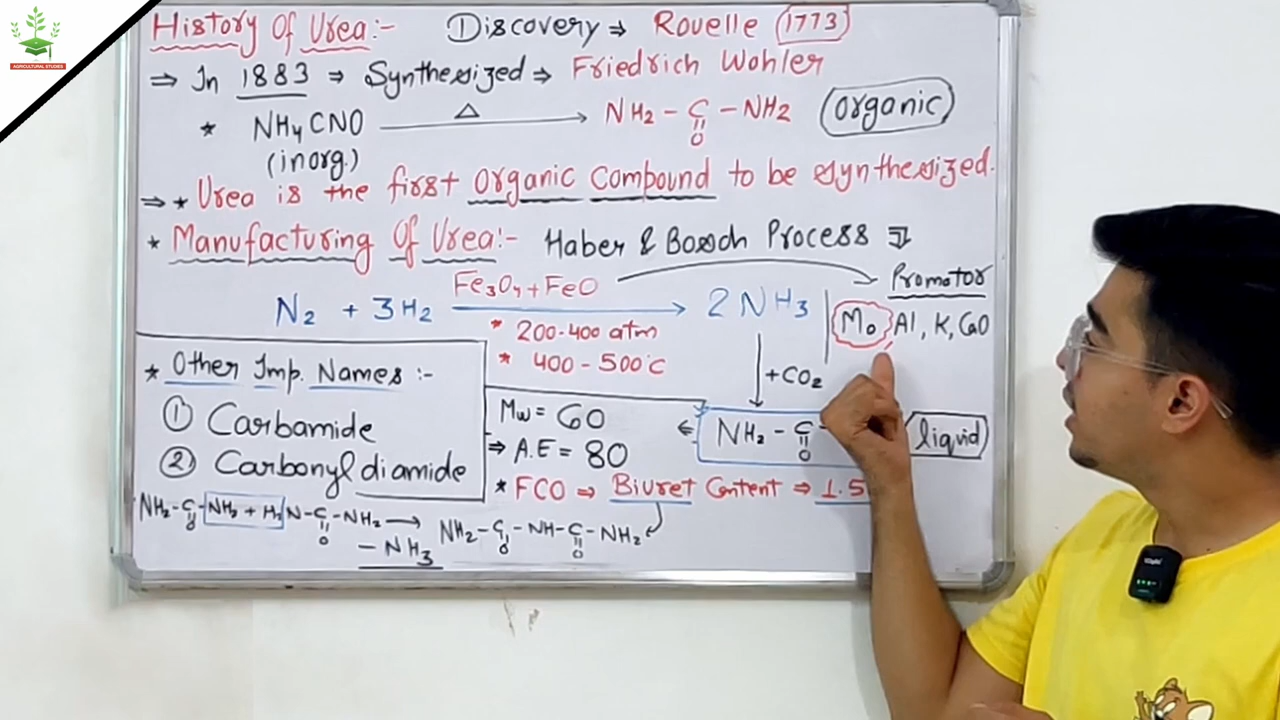 AGRICULTURAL STUDIES
History Of Urea:- Discovery ⇒ Rouelle (1773)
⇒ In 1883 ⇒ Synthesized ⇒ Friedrich Wohler
* NH4CNO —Δ→ NH2 - C - NH2 (Organic)
(inorg.) O
⇒ * Urea is the first Organic Compound to be synthesized.
* Manufacturing Of Urea:- Haber & Bosch Process
Fe3O4 + FeO Promotor
N2 + 3H2 → 2NH3 Mo Al, K, CaO
* 200-400 atm
* 400-500°C
+CO2
* Other Imp. Names :-
① Carbamide
② Carbonyl diamide
Mw = 60
⇒ A.E = 80
⇐ NH2 - C - liquid
O
* FCO ⇒ Biuret Content ⇒ 1.5
NH2-C-NH2 + H2N-C-NH2 → NH2-C-NH-C-NH2
O O - NH3 O O